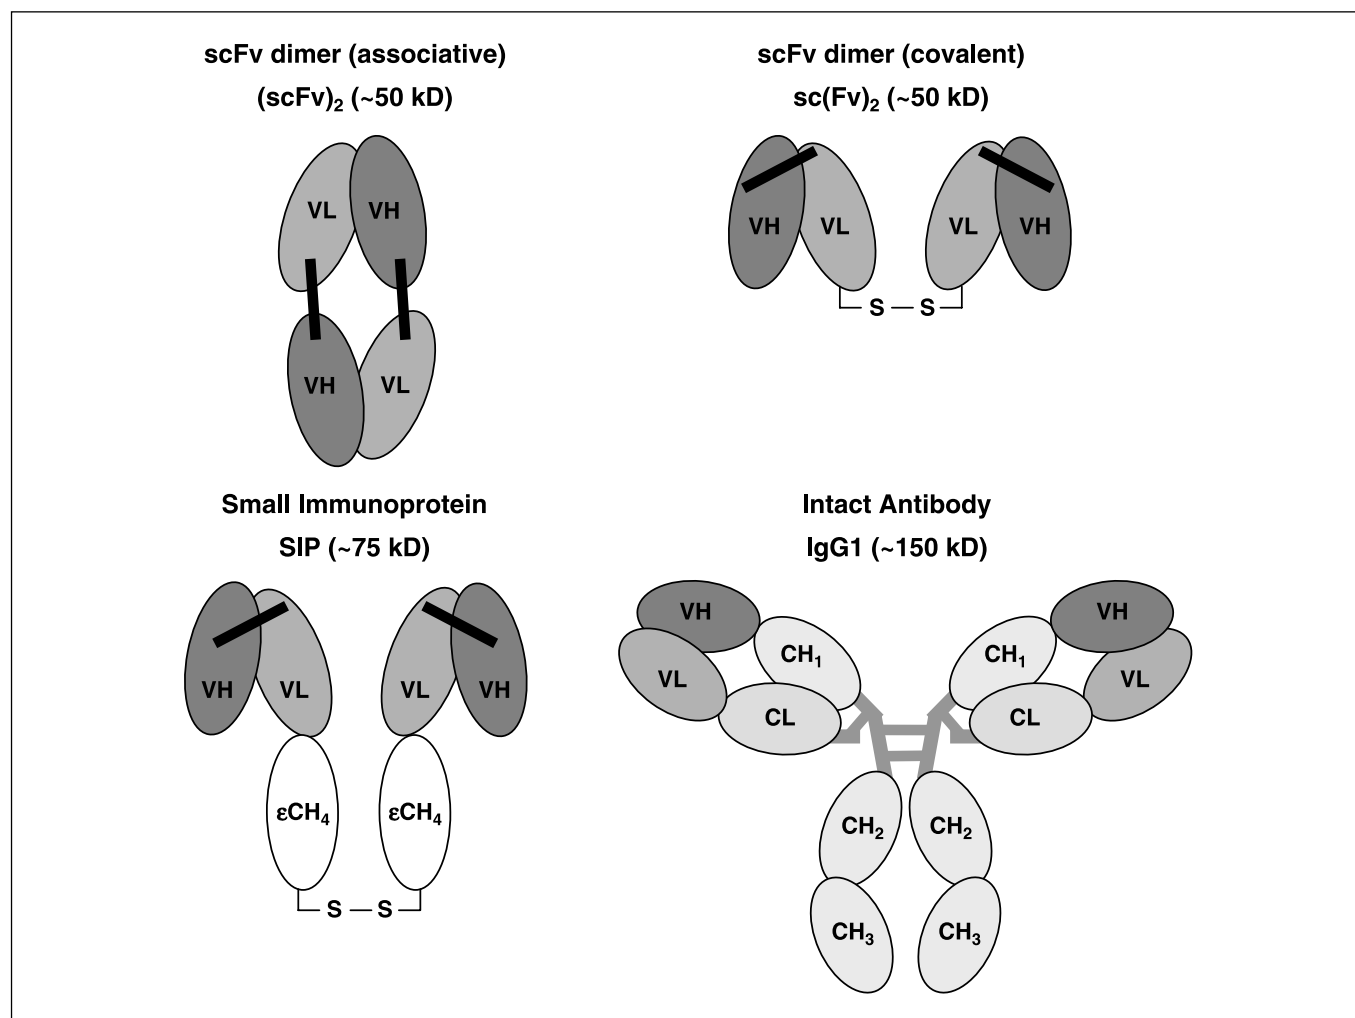 scFv dimer (associative)
(scFv)₂ (~50 kD)
VL
VH
VH
VL
scFv dimer (covalent)
sc(Fv)₂ (~50 kD)
VH
VL
VL
VH
S — S
Small Immunoprotein
SIP (~75 kD)
VH
VL
VL
VH
εCH₄
εCH₄
S — S
Intact Antibody
IgG1 (~150 kD)
VH
VH
CH₁
CH₁
VL
VL
CL
CL
CH₂
CH₂
CH₃
CH₃